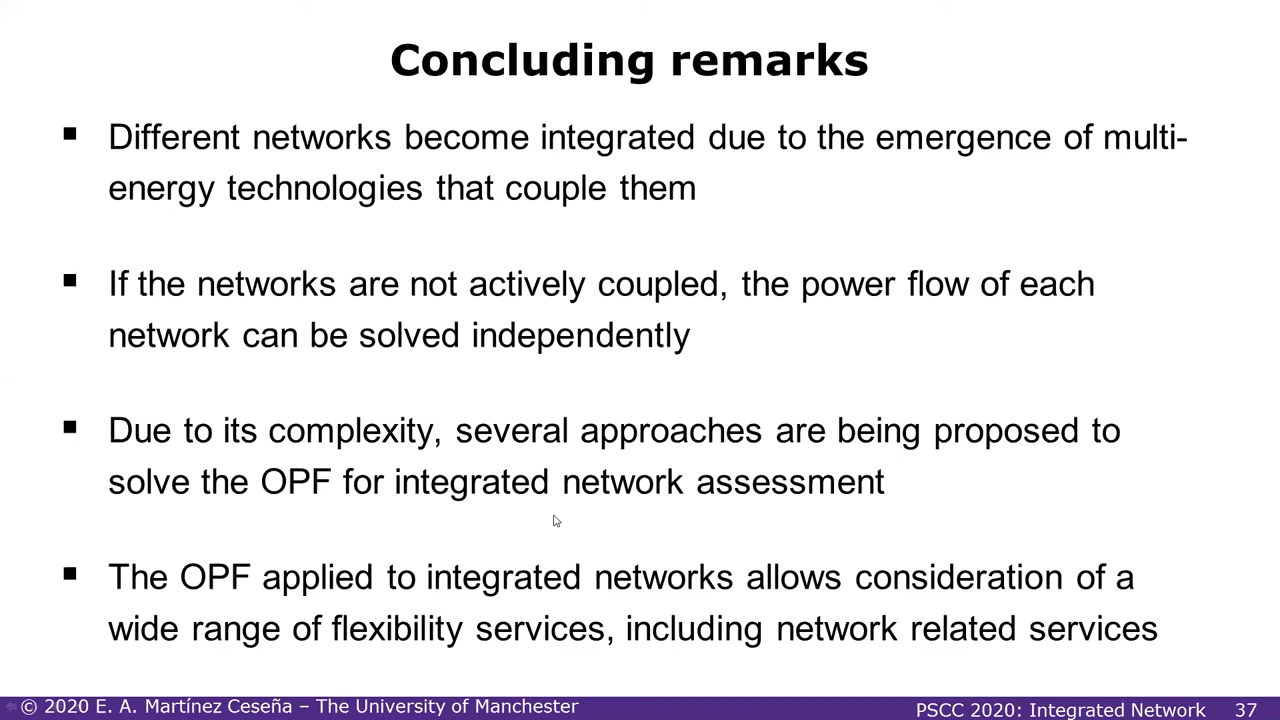 Concluding remarks
▪ Different networks become integrated due to the emergence of multi-
energy technologies that couple them
▪ If the networks are not actively coupled, the power flow of each
network can be solved independently
▪ Due to its complexity, several approaches are being proposed to
solve the OPF for integrated network assessment
▪ The OPF applied to integrated networks allows consideration of a
wide range of flexibility services, including network related services
© 2020 E. A. Martínez Ceseña – The University of Manchester
PSCC 2020: Integrated Network 37